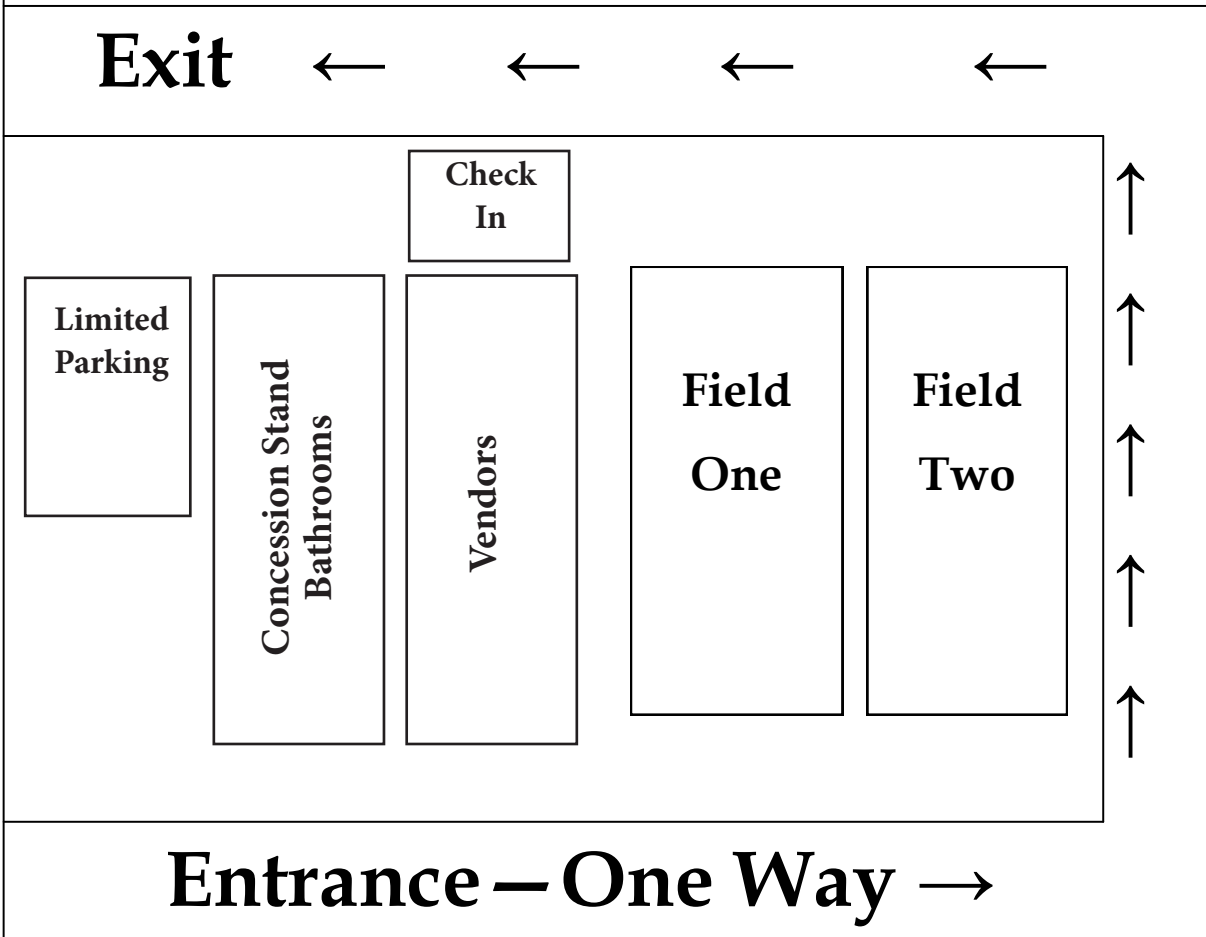 Exit ← ← ← ←
Check
In
Limited
Parking
Concession Stand
Bathrooms
Vendors
Field
One
Field
Two
Entrance—One Way →